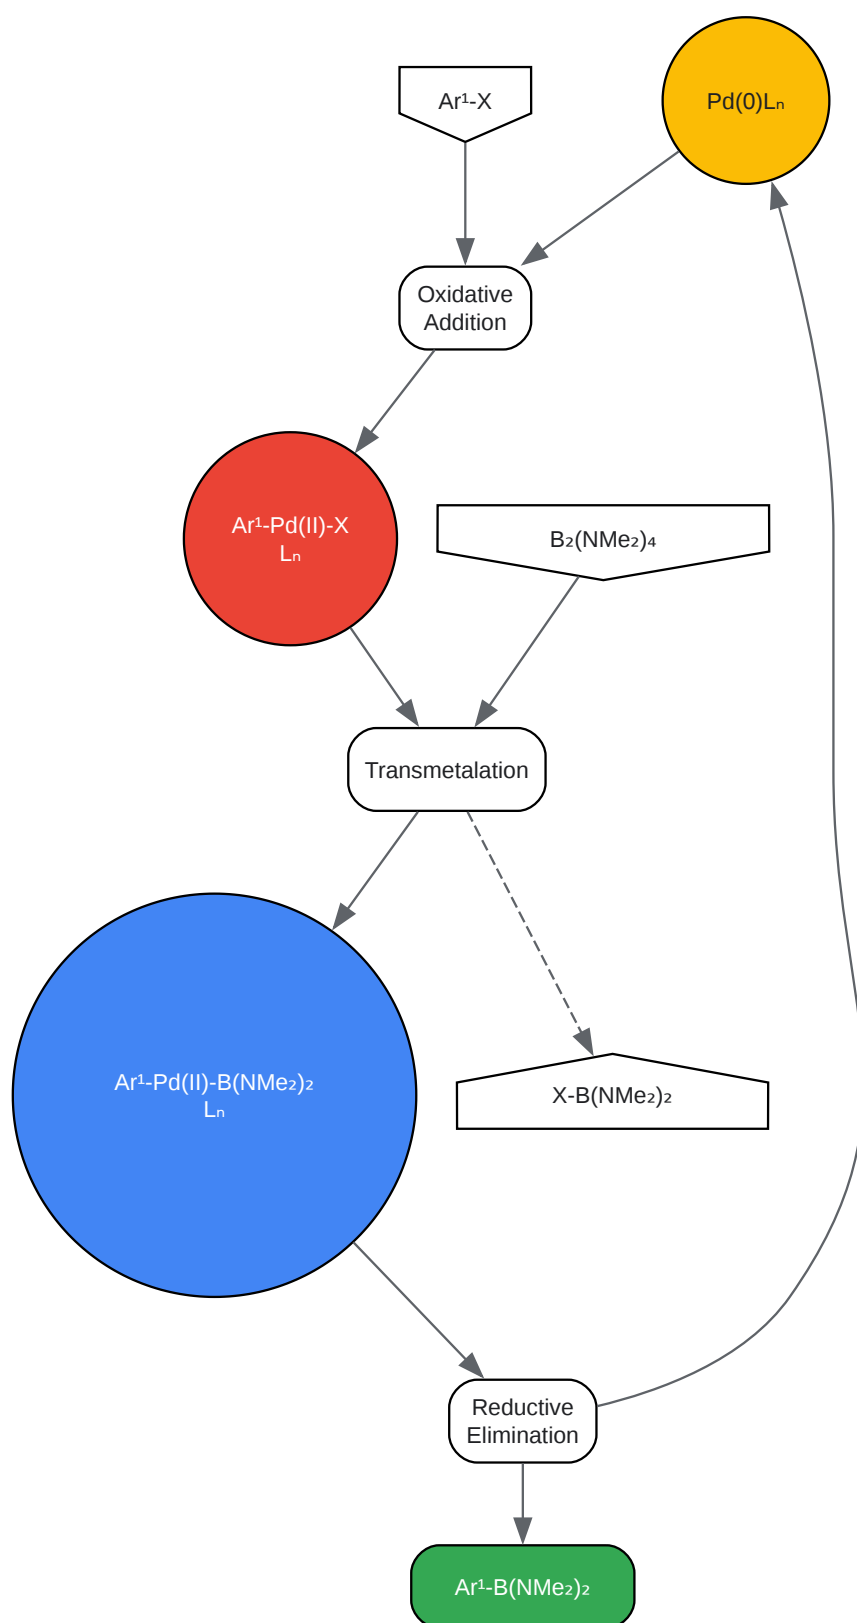 Ar¹-X
Pd(0)Lₙ
Oxidative
Addition
Ar¹-Pd(II)-X
Lₙ
B₂(NMe₂)₄
Transmetalation
Ar¹-Pd(II)-B(NMe₂)₂
Lₙ
X-B(NMe₂)₂
Reductive
Elimination
Ar¹-B(NMe₂)₂